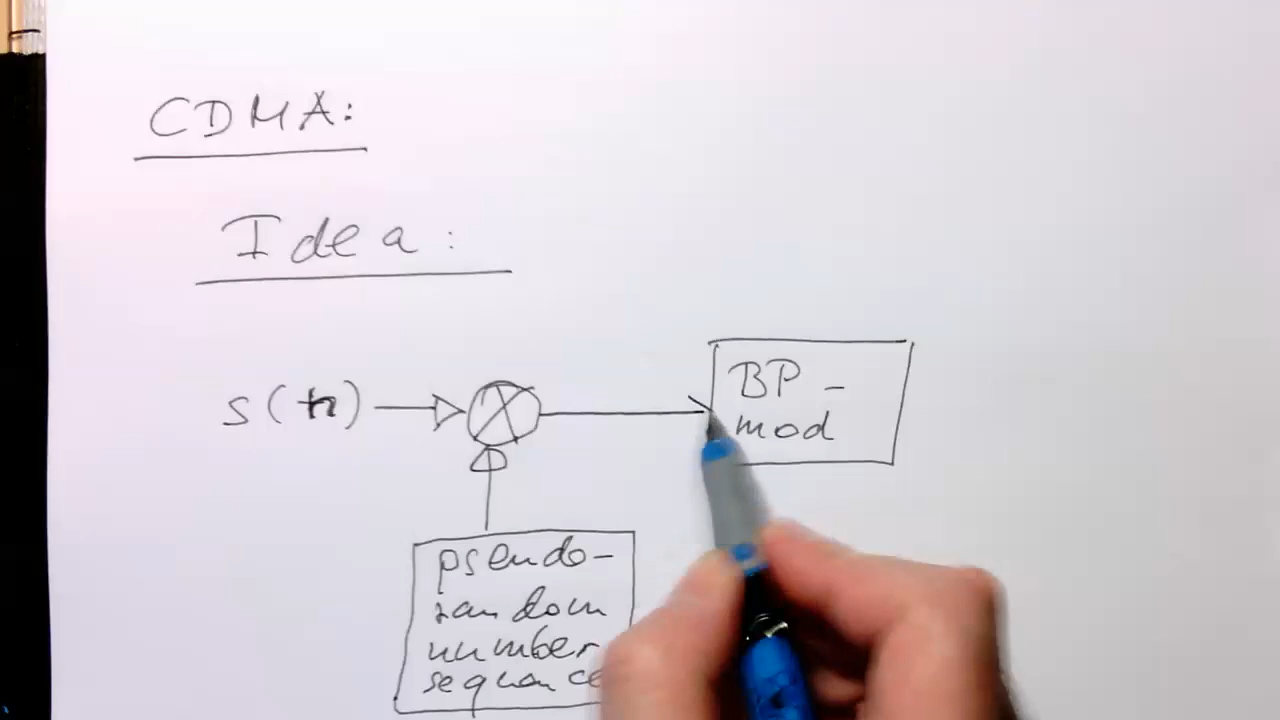 CDMA:
Idea:
s(n)
BP-
mod
pseudo-
random
number
sequence